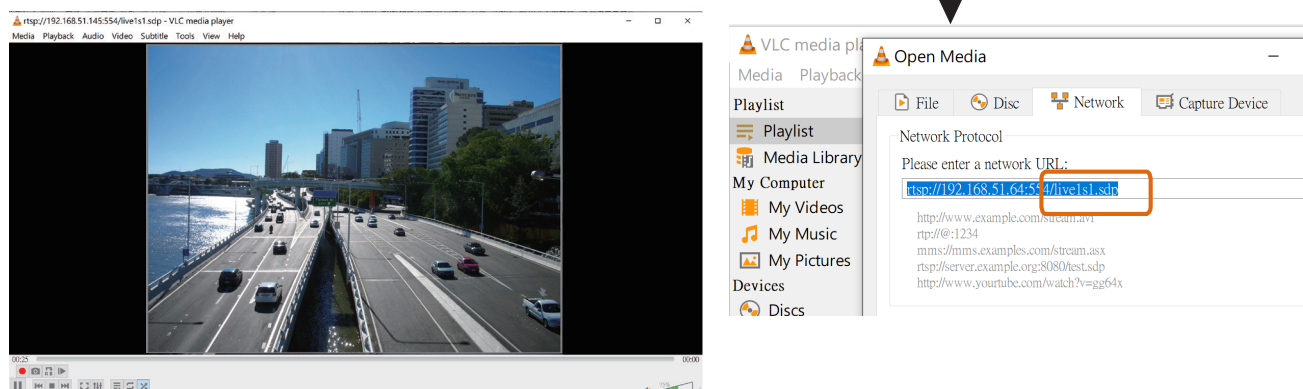 rtsp://192.168.51.145:554/live1s1.sdp - VLC media player
Media Playback Audio Video Subtitle Tools View Help
00:25
00:00
75%
VLC media pla
Media Playback
Playlist
Playlist
Media Library
My Computer
My Videos
My Music
My Pictures
Devices
Discs
Open Media
File Disc Network Capture Device
Network Protocol
Please enter a network URL:
rtsp://192.168.51.64:554/live1s1.sdp
http://www.example.com/stream.avi
rtp://@:1234
mms://mms.examples.com/stream.asx
rtsp://server.example.org:8080/test.sdp
http://www.yourtube.com/watch?v=gg64x